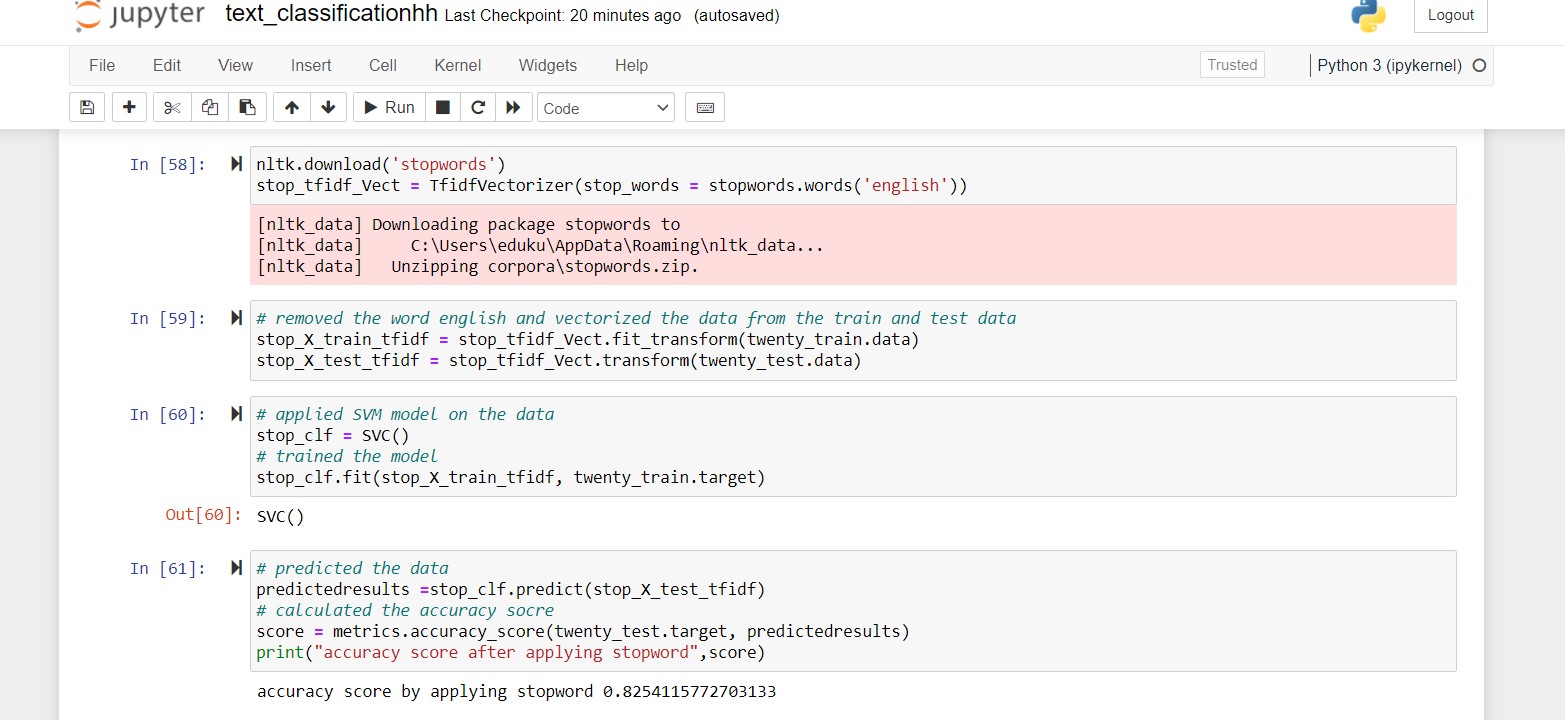 jupyter text_classificationhh Last Checkpoint: 20 minutes ago (autosaved)
Logout
File Edit View Insert Cell Kernel Widgets Help Trusted Python 3 (ipykernel)
Run Code
In [58]: nltk.download('stopwords')
stop_tfidf_Vect = TfidfVectorizer(stop_words = stopwords.words('english'))
[nltk_data] Downloading package stopwords to
[nltk_data]     C:\Users\eduku\AppData\Roaming\nltk_data...
[nltk_data]   Unzipping corpora\stopwords.zip.
In [59]: # removed the word english and vectorized the data from the train and test data
stop_X_train_tfidf = stop_tfidf_Vect.fit_transform(twenty_train.data)
stop_X_test_tfidf = stop_tfidf_Vect.transform(twenty_test.data)
In [60]: # applied SVM model on the data
stop_clf = SVC()
# trained the model
stop_clf.fit(stop_X_train_tfidf, twenty_train.target)
Out[60]: SVC()
In [61]: # predicted the data
predictedresults =stop_clf.predict(stop_X_test_tfidf)
# calculated the accuracy socre
score = metrics.accuracy_score(twenty_test.target, predictedresults)
print("accuracy score after applying stopword",score)
accuracy score by applying stopword 0.8254115772703133